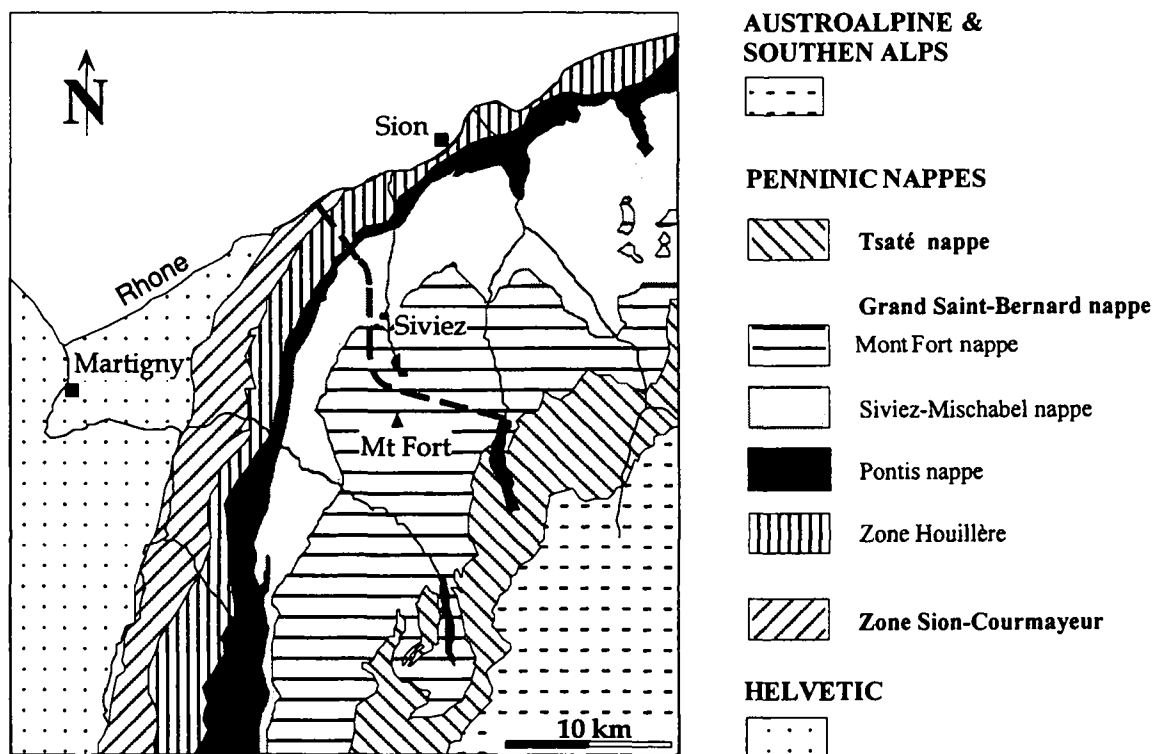 N
Sion
Rhone
Martigny
Siviez
Mt Fort
10 km
AUSTROALPINE &
SOUTHEN ALPS
PENNINIC NAPPES
Tsaté nappe
Grand Saint-Bernard nappe
Mont Fort nappe
Siviez-Mischabel nappe
Pontis nappe
Zone Houillère
Zone Sion-Courmayeur
HELVETIC